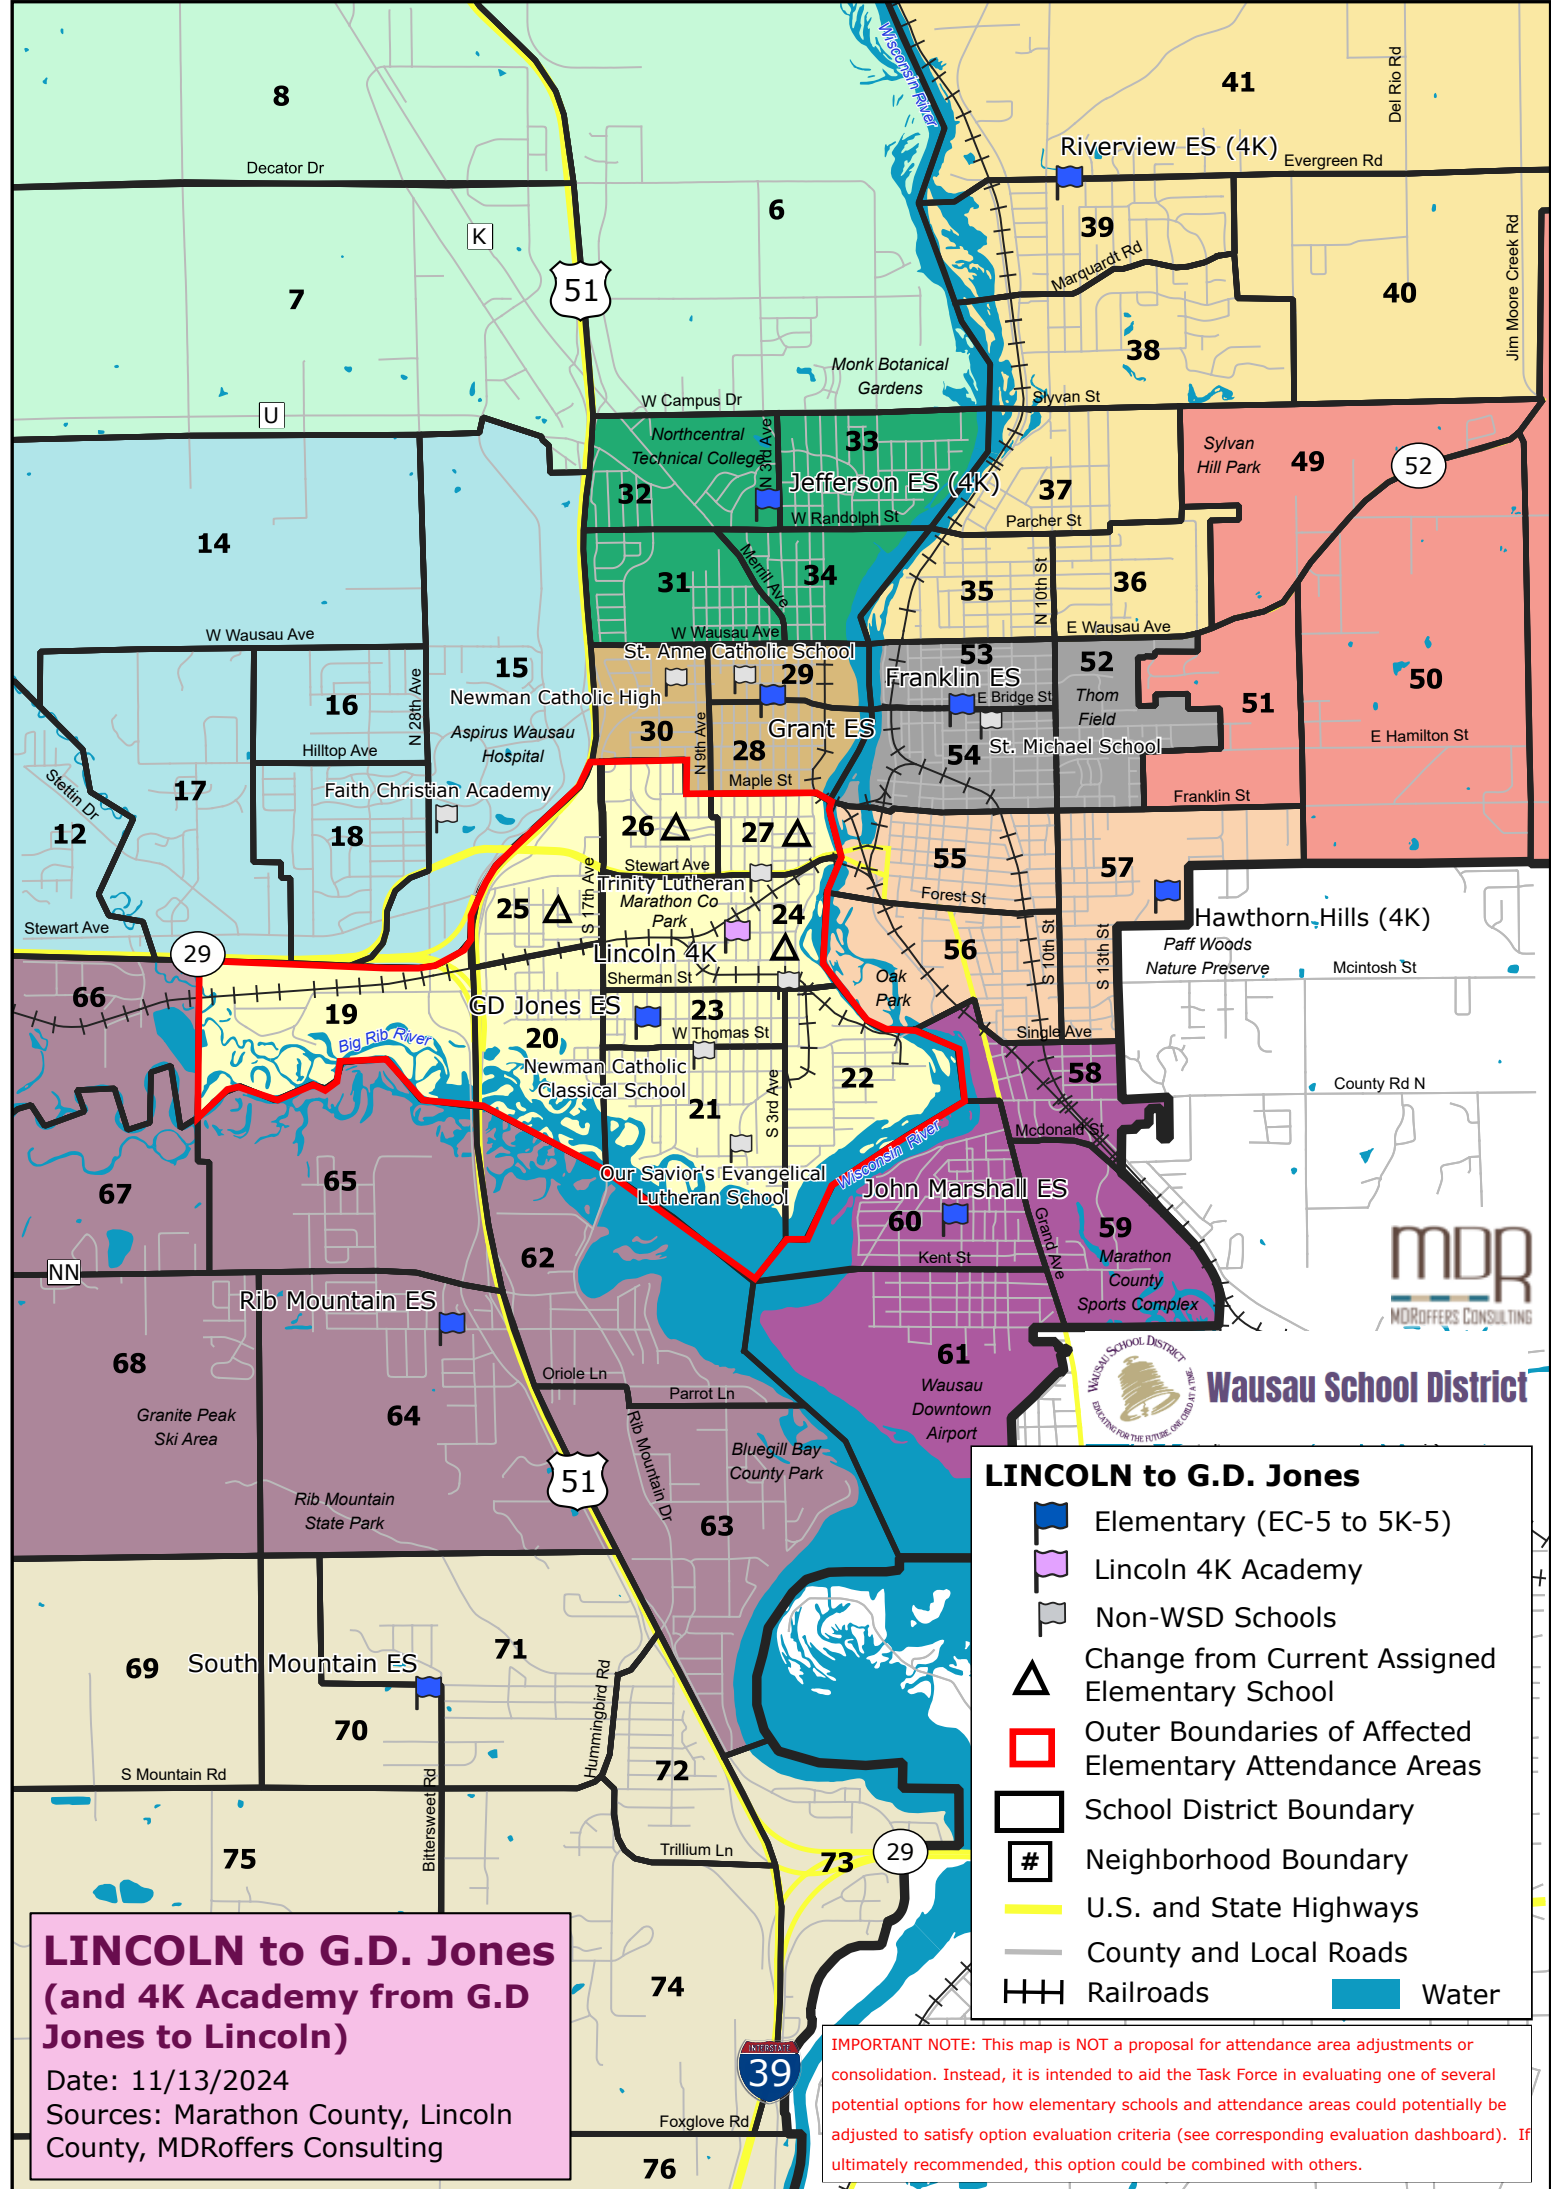 Wisconsin River
41
Del Rio Rd
8
Riverview ES (4K)
Evergreen Rd
Decator Dr
6
K
39
Marquardt Rd
Jim Moore Creek Rd
51
7
40
38
Monk Botanical
Gardens
W Campus Dr
Slyvan St
U
Northcentral
Technical College
N 3rd Ave
33
Sylvan
Hill Park
49
52
Jefferson ES (4K)
32
37
W Randolph St
Parcher St
14
Merrill Ave
31
34
35
N 10th St
36
W Wausau Ave
W Wausau Ave
E Wausau Ave
St. Anne Catholic School
53
52
15
29
Franklin ES
50
Newman Catholic High
E Bridge St
Thom
Field
51
16
N 28th Ave
Aspirus Wausau
Hospital
30
N 9th Ave
Grant ES
E Hamilton St
Hilltop Ave
28
54
St. Michael School
Stettin Dr
17
Faith Christian Academy
Maple St
Franklin St
12
18
26
27
55
57
Stewart Ave
S 17th Ave
Trinity Lutheran
Forest St
Marathon Co
Park
25
24
Hawthorn Hills (4K)
Stewart Ave
29
Lincoln 4K
56
S 10th St
S 13th St
Paff Woods
Nature Preserve
Mcintosh St
66
Sherman St
Oak
Park
GD Jones ES
19
23
Big Rib River
20
W Thomas St
Single Ave
Newman Catholic
Classical School
22
58
County Rd N
21
S 3rd Ave
Mcdonald St
Wisconsin River
65
Our Savior's Evangelical
Lutheran School
67
John Marshall ES
60
Grand Ave
59
62
Kent St
Marathon
County
Sports Complex
NN
MDR
MDROFFERS CONSULTING
Rib Mountain ES
68
61
WAUSAU SCHOOL DISTRICT
EDUCATING FOR THE FUTURE, ONE CHILD AT A TIME.
Wausau School District
Oriole Ln
Parrot Ln
Wausau
Downtown
Airport
Granite Peak
Ski Area
64
Rib Mountain Dr
Bluegill Bay
County Park
51
Rib Mountain
State Park
63
LINCOLN to G.D. Jones
Elementary (EC-5 to 5K-5)
Lincoln 4K Academy
Non-WSD Schools
Change from Current Assigned
Elementary School
Outer Boundaries of Affected
Elementary Attendance Areas
School District Boundary
# Neighborhood Boundary
U.S. and State Highways
County and Local Roads
Railroads
Water
69
South Mountain ES
71
70
Hummingbird Rd
S Mountain Rd
72
Bittersweet Rd
75
Trillium Ln
73
29
74
INTERSTATE
39
Foxglove Rd
76
LINCOLN to G.D. Jones
(and 4K Academy from G.D
Jones to Lincoln)
Date: 11/13/2024
Sources: Marathon County, Lincoln
County, MDRoffers Consulting
IMPORTANT NOTE: This map is NOT a proposal for attendance area adjustments or
consolidation. Instead, it is intended to aid the Task Force in evaluating one of several
potential options for how elementary schools and attendance areas could potentially be
adjusted to satisfy option evaluation criteria (see corresponding evaluation dashboard). If
ultimately recommended, this option could be combined with others.